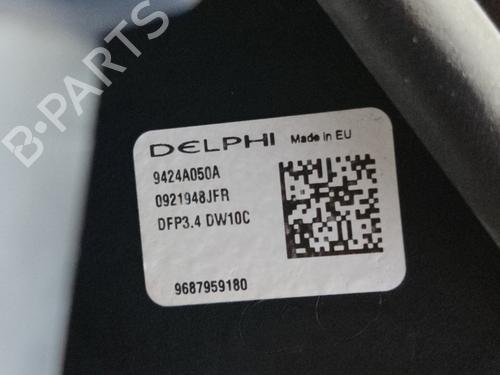 B-PARTS
DELPHI Made in EU
9424A050A
0921948JFR
DFP3.4 DW10C
9687959180